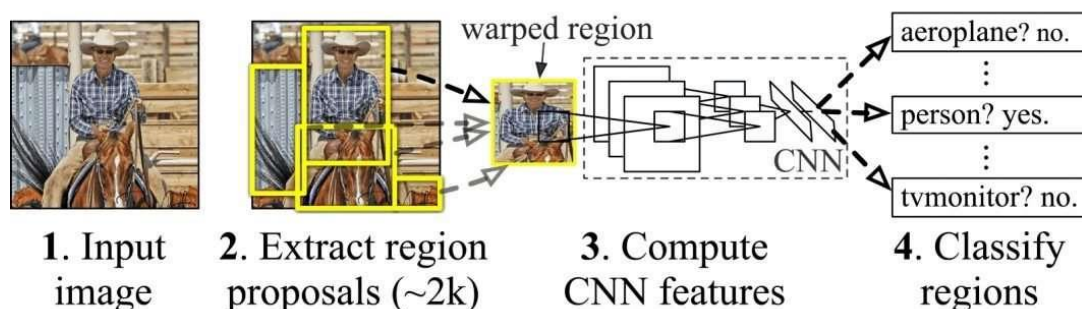 warped region
aeroplane? no.
⋮
person? yes.
⋮
tvmonitor? no.
CNN
1. Input
image
2. Extract region
proposals (~2k)
3. Compute
CNN features
4. Classify
regions